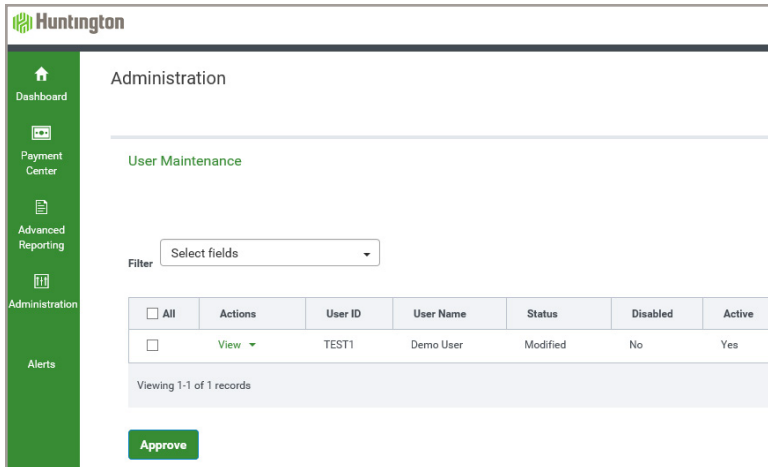 Huntington
Dashboard
Payment
Center
Advanced
Reporting
Administration
Alerts
Administration
User Maintenance
Filter Select fields
All Actions User ID User Name Status Disabled Active
View TEST1 Demo User Modified No Yes
Viewing 1-1 of 1 records
Approve